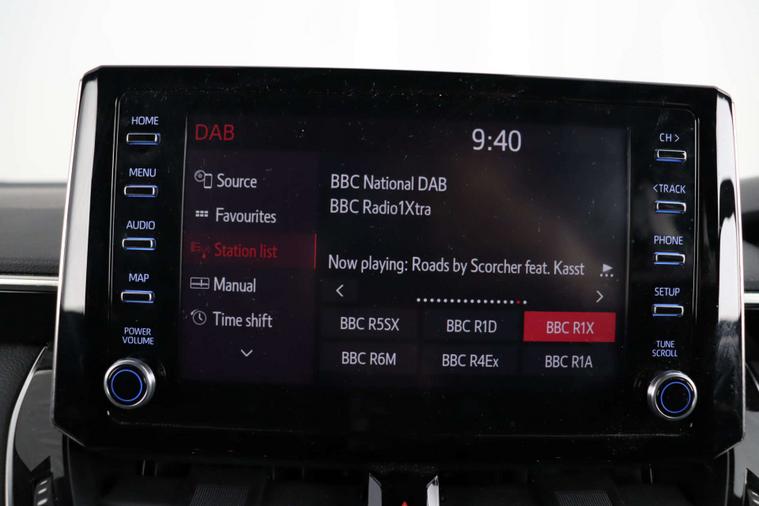 HOME
MENU
AUDIO
MAP
POWER
VOLUME
DAB
9:40
Source
Favourites
Station list
Manual
Time shift
BBC National DAB
BBC Radio1Xtra
Now playing: Roads by Scorcher feat. Kasst
BBC R5SX
BBC R1D
BBC R1X
BBC R6M
BBC R4Ex
BBC R1A
CH >
< TRACK
PHONE
SETUP
TUNE
SCROLL